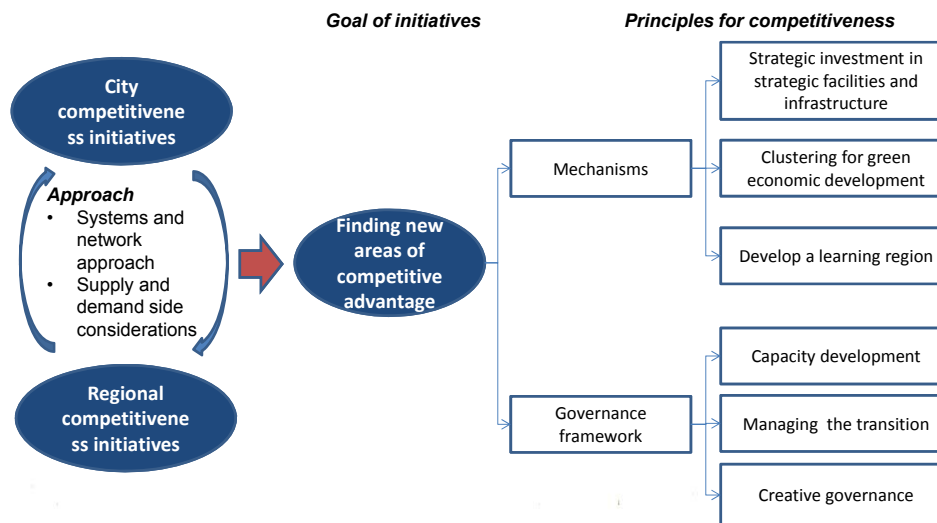 Goal of initiatives
Principles for competitiveness
City
competitivene
ss initiatives
Approach
• Systems and
network
approach
• Supply and
demand side
considerations
Regional
competitivene
ss initiatives
Finding new
areas of
competitive
advantage
Mechanisms
Strategic investment in
strategic facilities and
infrastructure
Clustering for green
economic development
Develop a learning region
Governance
framework
Capacity development
Managing the transition
Creative governance